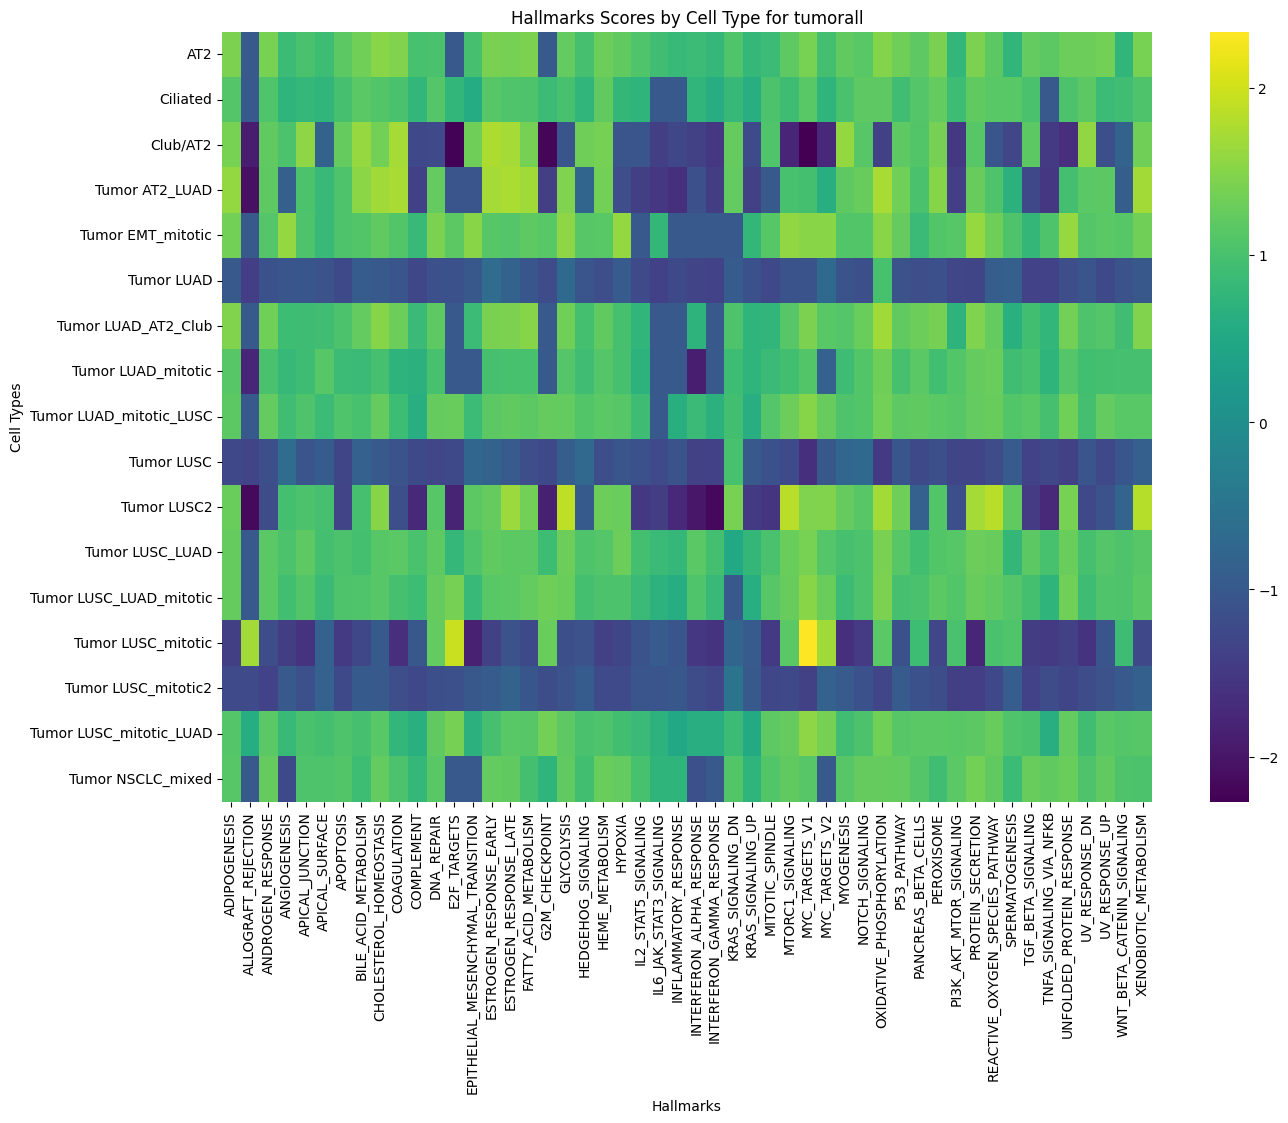 Hallmarks Scores by Cell Type for tumorall
Cell Types
AT2
Ciliated
Club/AT2
Tumor AT2_LUAD
Tumor EMT_mitotic
Tumor LUAD
Tumor LUAD_AT2_Club
Tumor LUAD_mitotic
Tumor LUAD_mitotic_LUSC
Tumor LUSC
Tumor LUSC2
Tumor LUSC_LUAD
Tumor LUSC_LUAD_mitotic
Tumor LUSC_mitotic
Tumor LUSC_mitotic2
Tumor LUSC_mitotic_LUAD
Tumor NSCLC_mixed
2
1
0
−1
−2
ADIPOGENESIS
ALLOGRAFT_REJECTION
ANDROGEN_RESPONSE
ANGIOGENESIS
APICAL_JUNCTION
APICAL_SURFACE
APOPTOSIS
BILE_ACID_METABOLISM
CHOLESTEROL_HOMEOSTASIS
COAGULATION
COMPLEMENT
DNA_REPAIR
E2F_TARGETS
EPITHELIAL_MESENCHYMAL_TRANSITION
ESTROGEN_RESPONSE_EARLY
ESTROGEN_RESPONSE_LATE
FATTY_ACID_METABOLISM
G2M_CHECKPOINT
GLYCOLYSIS
HEDGEHOG_SIGNALING
HEME_METABOLISM
HYPOXIA
IL2_STAT5_SIGNALING
IL6_JAK_STAT3_SIGNALING
INFLAMMATORY_RESPONSE
INTERFERON_ALPHA_RESPONSE
INTERFERON_GAMMA_RESPONSE
KRAS_SIGNALING_DN
KRAS_SIGNALING_UP
MITOTIC_SPINDLE
MTORC1_SIGNALING
MYC_TARGETS_V1
MYC_TARGETS_V2
MYOGENESIS
NOTCH_SIGNALING
OXIDATIVE_PHOSPHORYLATION
P53_PATHWAY
PANCREAS_BETA_CELLS
PEROXISOME
PI3K_AKT_MTOR_SIGNALING
PROTEIN_SECRETION
REACTIVE_OXYGEN_SPECIES_PATHWAY
SPERMATOGENESIS
TGF_BETA_SIGNALING
TNFA_SIGNALING_VIA_NFKB
UNFOLDED_PROTEIN_RESPONSE
UV_RESPONSE_DN
UV_RESPONSE_UP
WNT_BETA_CATENIN_SIGNALING
XENOBIOTIC_METABOLISM
Hallmarks